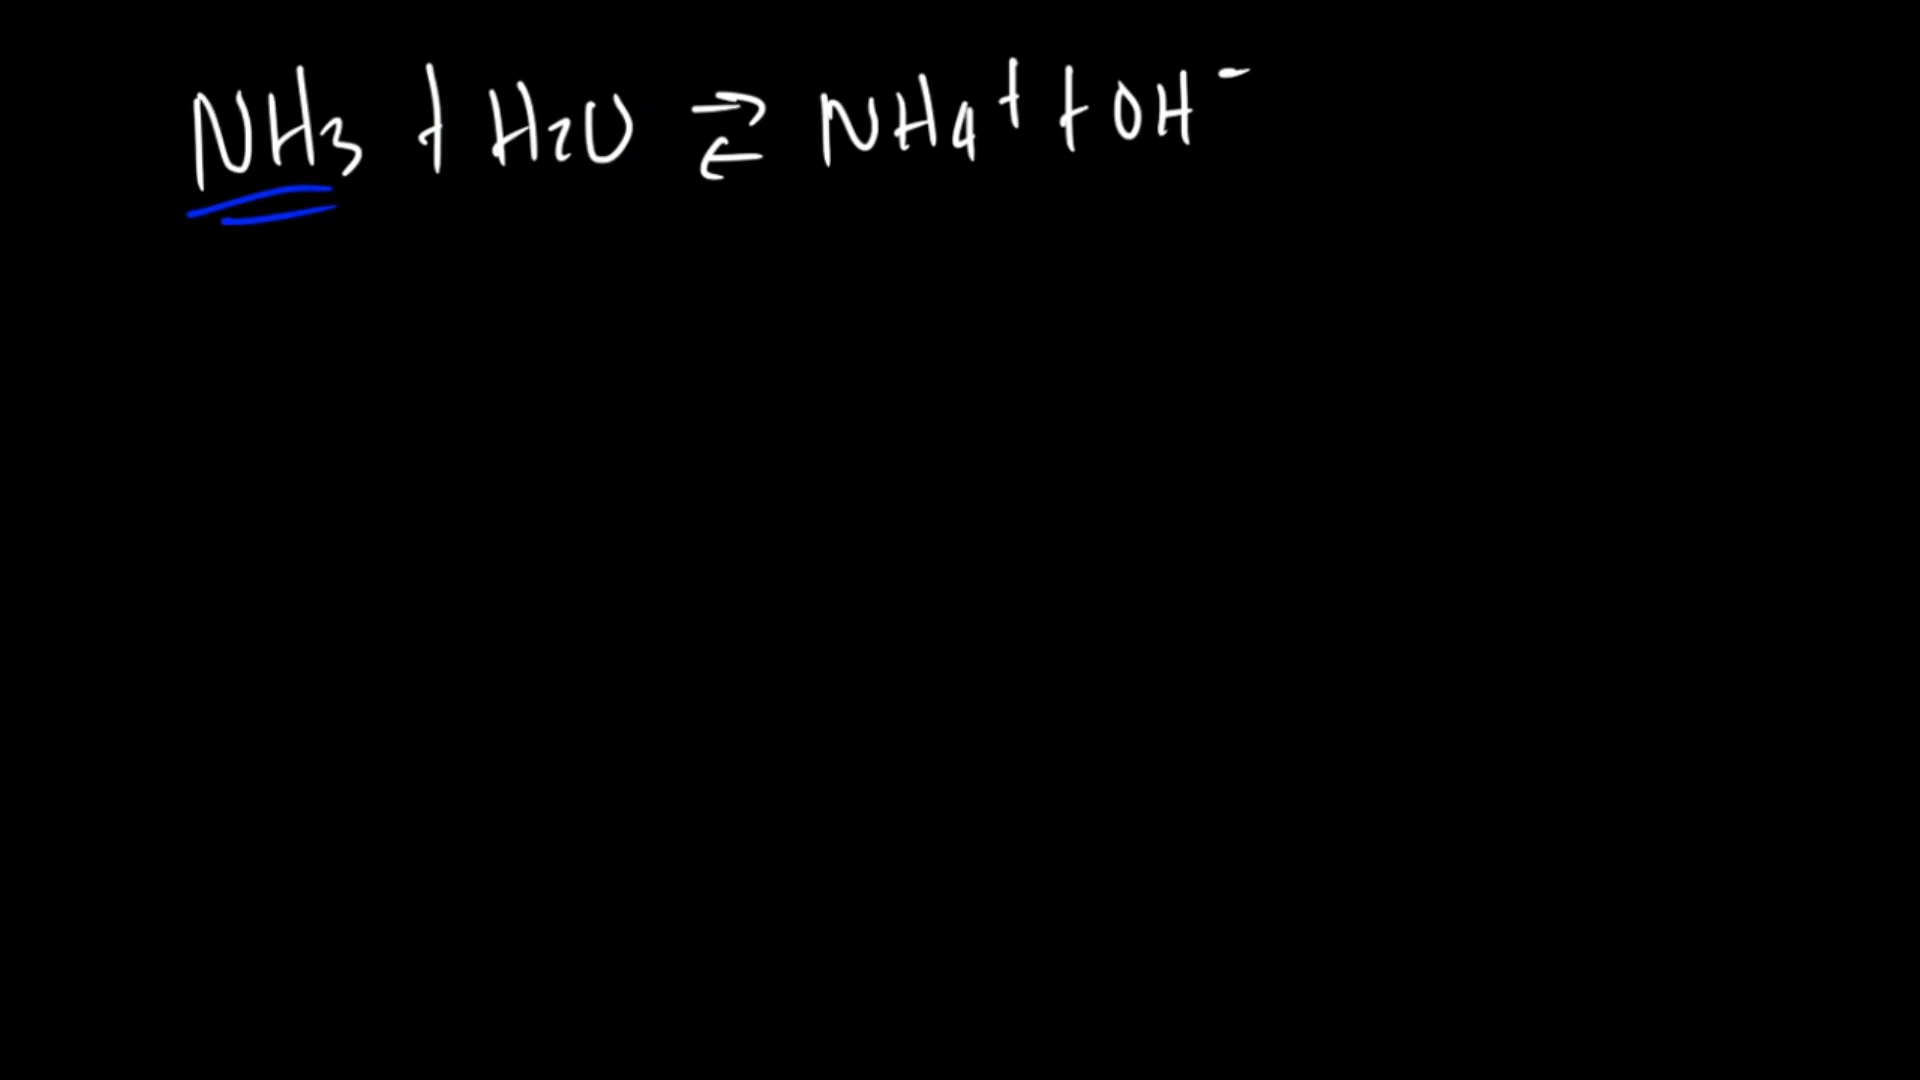 NH3 + H2O ⇌ NH4+ + OH-